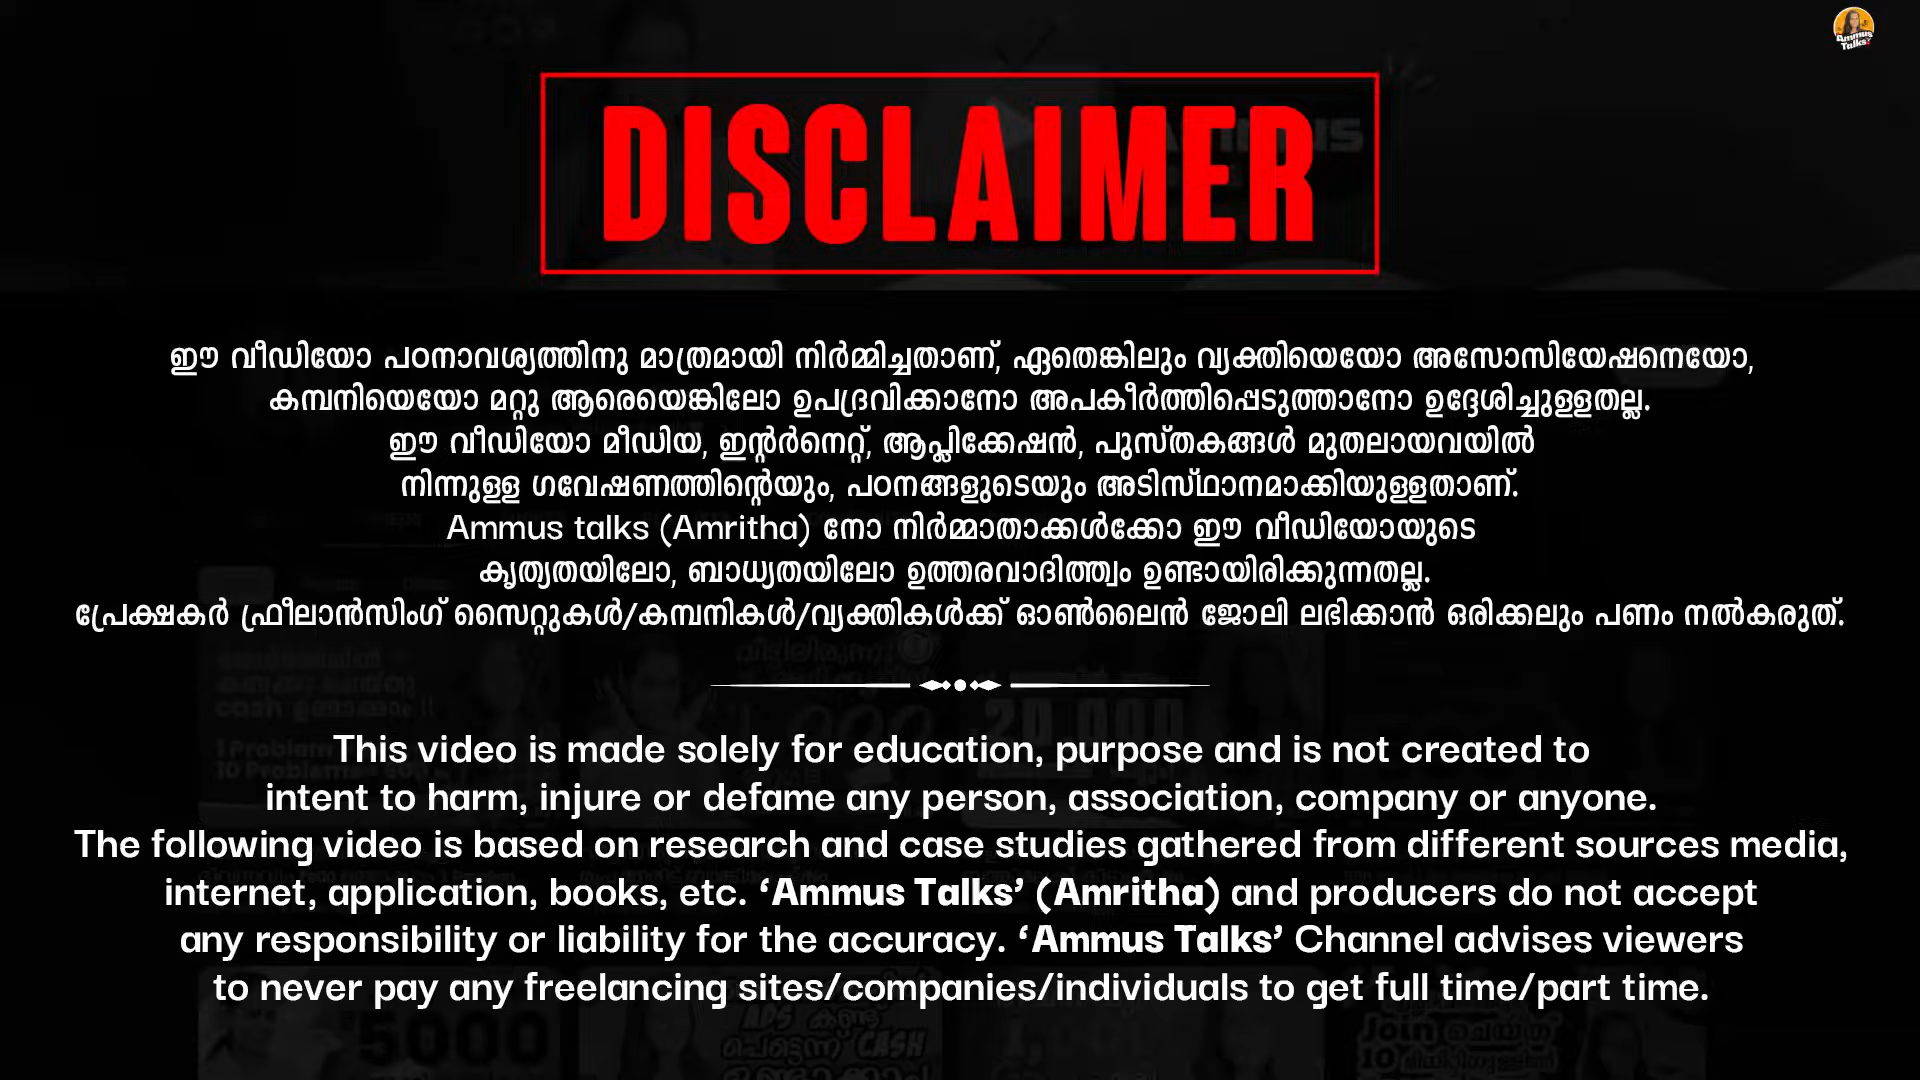 Ammus
Talks
DISCLAIMER
ഈ വീഡിയോ പഠനാവശ്യത്തിനു മാത്രമായി നിർമ്മിച്ചതാണ്, ഏതെങ്കിലും വ്യക്തിയെയോ അസോസിയേഷനെയോ,
കമ്പനിയെയോ മറ്റു ആരെയെങ്കിലോ ഉപദ്രവിക്കാനോ അപകീർത്തിപ്പെടുത്താനോ ഉദ്ദേശിച്ചുള്ളതല്ല.
ഈ വീഡിയോ മീഡിയ, ഇന്റർനെറ്റ്, ആപ്ലിക്കേഷൻ, പുസ്തകങ്ങൾ മുതലായവയിൽ
നിന്നുള്ള ഗവേഷണത്തിന്റെയും, പഠനങ്ങളുടെയും അടിസ്ഥാനമാക്കിയുള്ളതാണ്.
Ammus talks (Amritha) നോ നിർമ്മാതാക്കൾക്കോ ഈ വീഡിയോയുടെ
കൃത്യതയിലോ, ബാധ്യതയിലോ ഉത്തരവാദിത്ത്വം ഉണ്ടായിരിക്കുന്നതല്ല.
പ്രേക്ഷകർ ഫ്രീലാൻസിംഗ് സൈറ്റുകൾ/കമ്പനികൾ/വ്യക്തികൾക്ക് ഓൺലൈൻ ജോലി ലഭിക്കാൻ ഒരിക്കലും പണം നൽകരുത്.
This video is made solely for education, purpose and is not created to
intent to harm, injure or defame any person, association, company or anyone.
The following video is based on research and case studies gathered from different sources media,
internet, application, books, etc. ‘Ammus Talks’ (Amritha) and producers do not accept
any responsibility or liability for the accuracy. ‘Ammus Talks’ Channel advises viewers
to never pay any freelancing sites/companies/individuals to get full time/part time.
5000
ADS കണ്ട്
പെട്ടെന്ന് CASH
Join ചെയ്ത